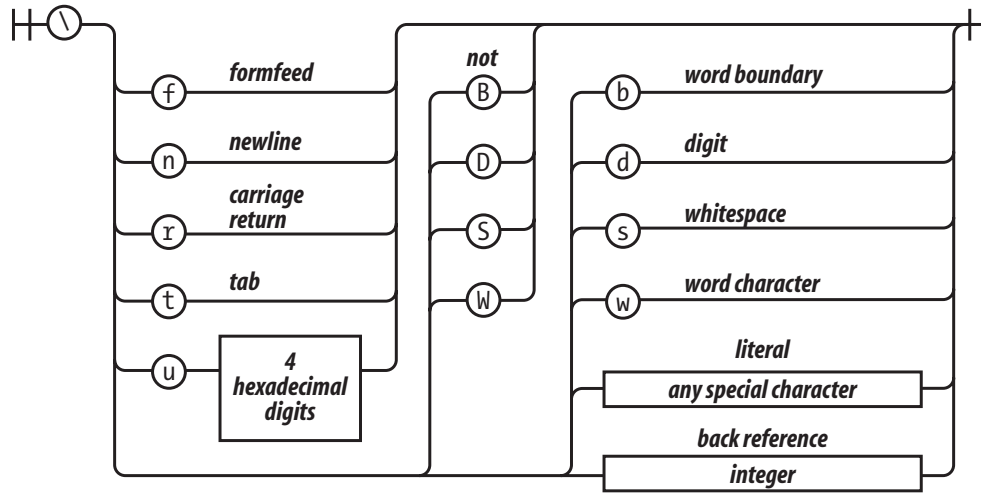 \
f formfeed
n newline
r carriage
return
t tab
u 4
hexadecimal
digits
not
B
D
S
W
b word boundary
d digit
s whitespace
w word character
literal
any special character
back reference
integer